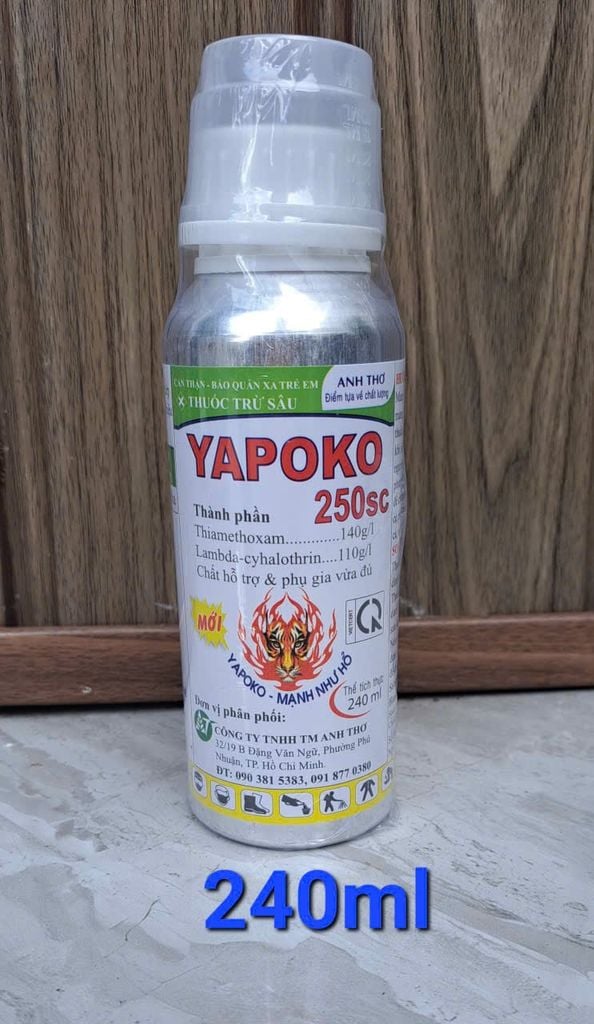 CẨN THẬN - BẢO QUẢN XA TRẺ EM
THUỐC TRỪ SÂU
ANH THƠ
Điểm tựa về chất lượng
YAPOKO
250SC
Thành phần
Thiamethoxam.............140g/l
Lambda-cyhalothrin....110g/l
Chất hỗ trợ & phụ gia vừa đủ
MỚI
VIETCERT
YAPOKO - MẠNH NHƯ HỔ
Thể tích thực
240 ml
Đơn vị phân phối:
CÔNG TY TNHH TM ANH THƠ
32/19 B Đặng Văn Ngữ, Phường Phú
Nhuận, TP. Hồ Chí Minh.
ĐT: 090 381 5383, 091 877 0380
240ml